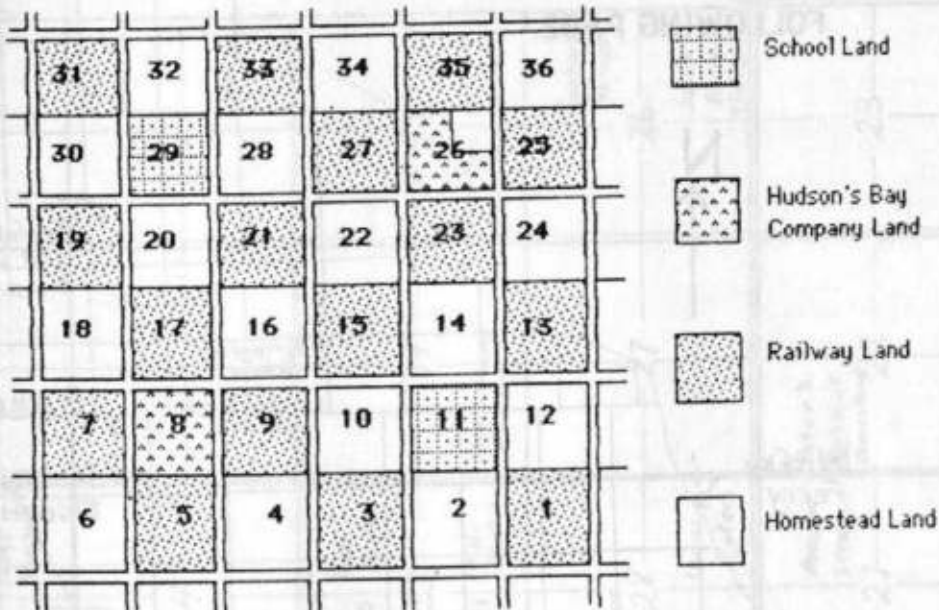 31 32 33 34 35 36
30 29 28 27 26 25
19 20 21 22 23 24
18 17 16 15 14 13
7 8 9 10 11 12
6 5 4 3 2 1
School Land
Hudson's Bay
Company Land
Railway Land
Homestead Land
FOLLOWING PAGE